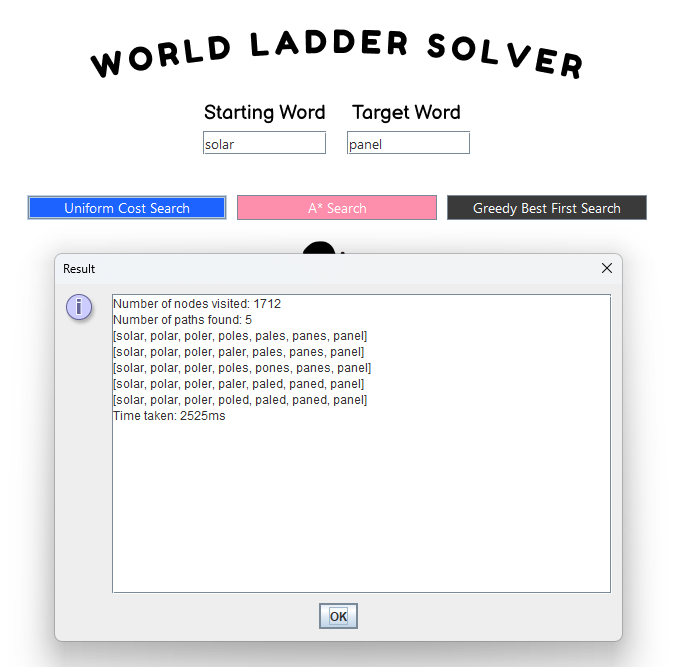 WORLD LADDER SOLVER
Starting Word Target Word
solar panel
Uniform Cost Search A* Search Greedy Best First Search
Result
Number of nodes visited: 1712
Number of paths found: 5
[solar, polar, poler, poles, pales, panes, panel]
[solar, polar, poler, paler, pales, panes, panel]
[solar, polar, poler, poles, pones, panes, panel]
[solar, polar, poler, paler, paled, paned, panel]
[solar, polar, poler, poled, paled, paned, panel]
Time taken: 2525ms
OK